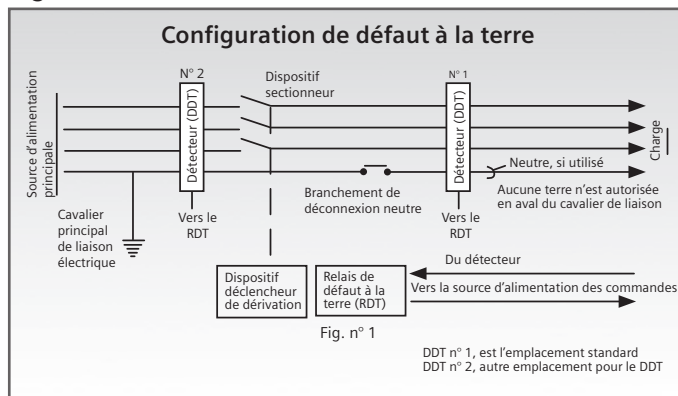 Configuration de défaut à la terre
N° 2
Dispositif
sectionneur
N° 1
Source d'alimentation
principale
Détecteur (DDT)
Détecteur (DDT)
Charge
Neutre, si utilisé
Branchement de
déconnexion neutre
Aucune terre n'est autorisée
en aval du cavalier de liaison
Cavalier
principal
de liaison
électrique
Vers le
RDT
Vers le
RDT
Du détecteur
Dispositif
déclencheur
de dérivation
Relais de
défaut à la
terre (RDT)
Vers la source d'alimentation des commandes
Fig. n° 1
DDT n° 1, est l'emplacement standard
DDT n° 2, autre emplacement pour le DDT